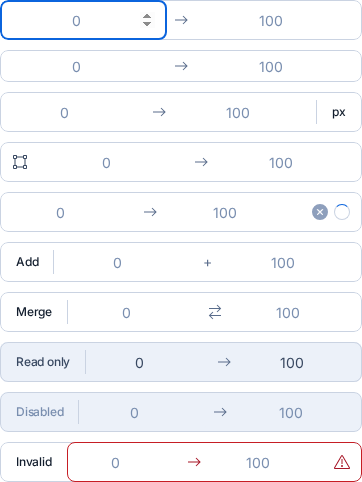 0 → 100
0 → 100
0 → 100 px
0 → 100
0 → 100
Add 0 + 100
Merge 0 ⇄ 100
Read only 0 → 100
Disabled 0 → 100
Invalid 0 → 100